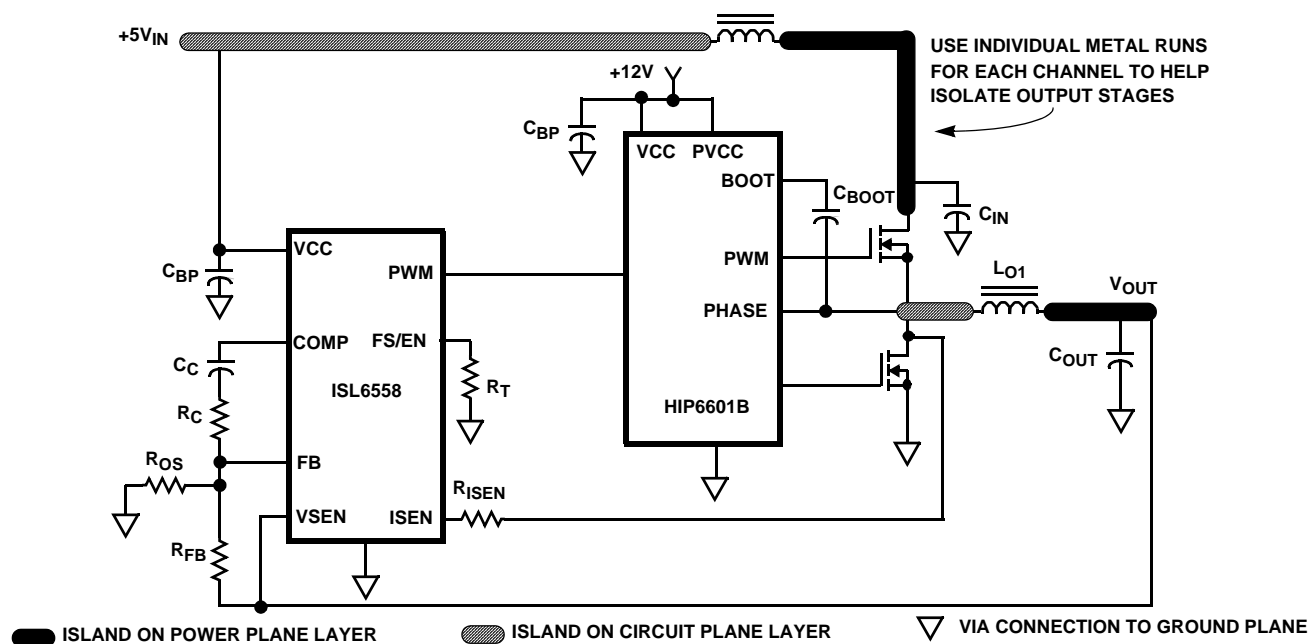 +5VIN
USE INDIVIDUAL METAL RUNS
FOR EACH CHANNEL TO HELP
ISOLATE OUTPUT STAGES
+12V
CBP
VCC PVCC
BOOT
CBOOT
CIN
VCC
CBP
PWM
PWM
LO1
VOUT
PHASE
COMP
FS/EN
CC
RT
COUT
ISL6558
HIP6601B
RC
ROS
FB
RISEN
VSEN
ISEN
RFB
ISLAND ON POWER PLANE LAYER
ISLAND ON CIRCUIT PLANE LAYER
VIA CONNECTION TO GROUND PLANE